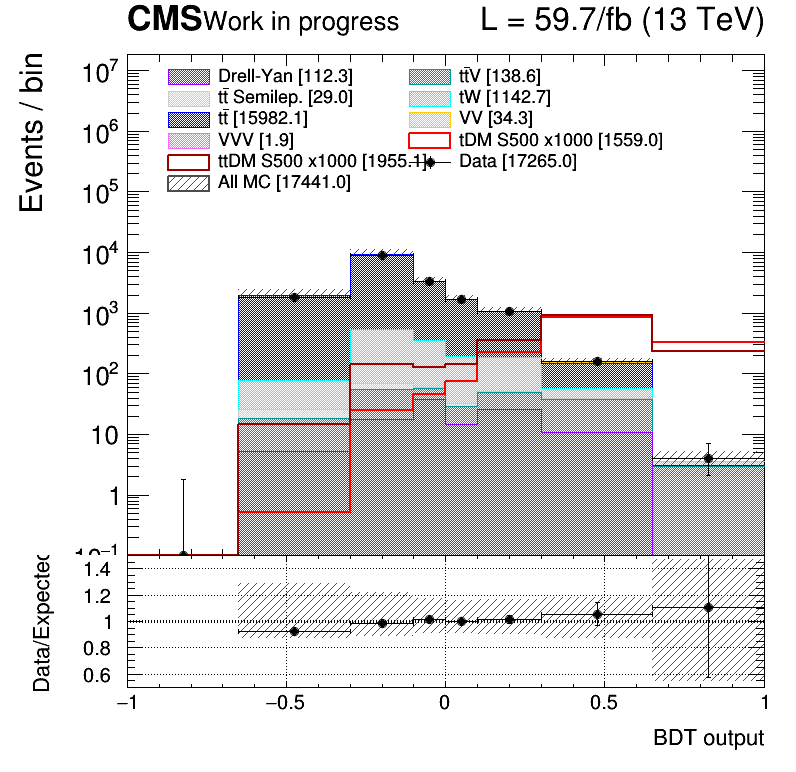 CMS Work in progress L = 59.7/fb (13 TeV)
Events / bin
Drell-Yan [112.3] tt̄V [138.6]
tt̄ Semilep. [29.0] tW [1142.7]
tt̄ [15982.1] VV [34.3]
VVV [1.9] tDM S500 x1000 [1559.0]
ttDM S500 x1000 [1955.1] Data [17265.0]
All MC [17441.0]
10⁷
10⁶
10⁵
10⁴
10³
10²
10
1
10⁻¹
Data/Expected
1.4
1.2
1
0.8
0.6
−1 −0.5 0 0.5 1
BDT output